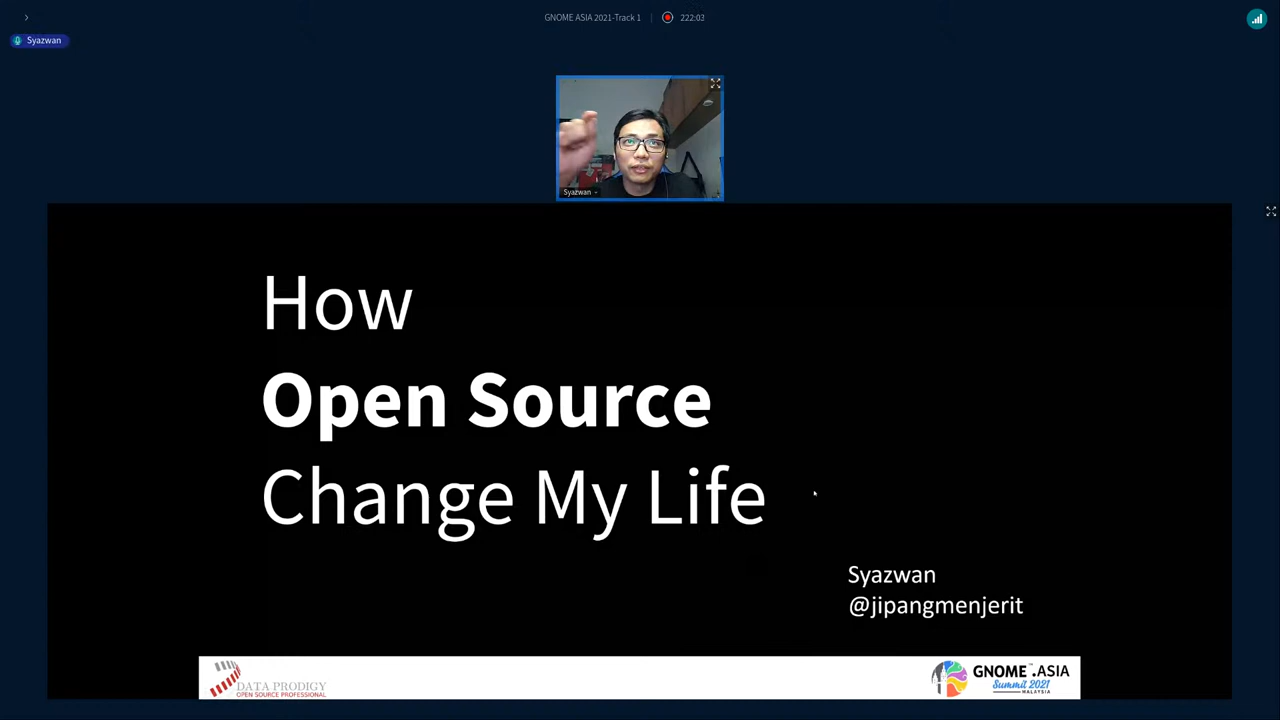 GNOME ASIA 2021-Track 1
222:03
Syazwan
Syazwan
How
Open Source
Change My Life
Syazwan
@jipangmenjerit
DATA PRODIGY
OPEN SOURCE PROFESSIONAL
GNOME™.ASIA
Summit 2021
MALAYSIA